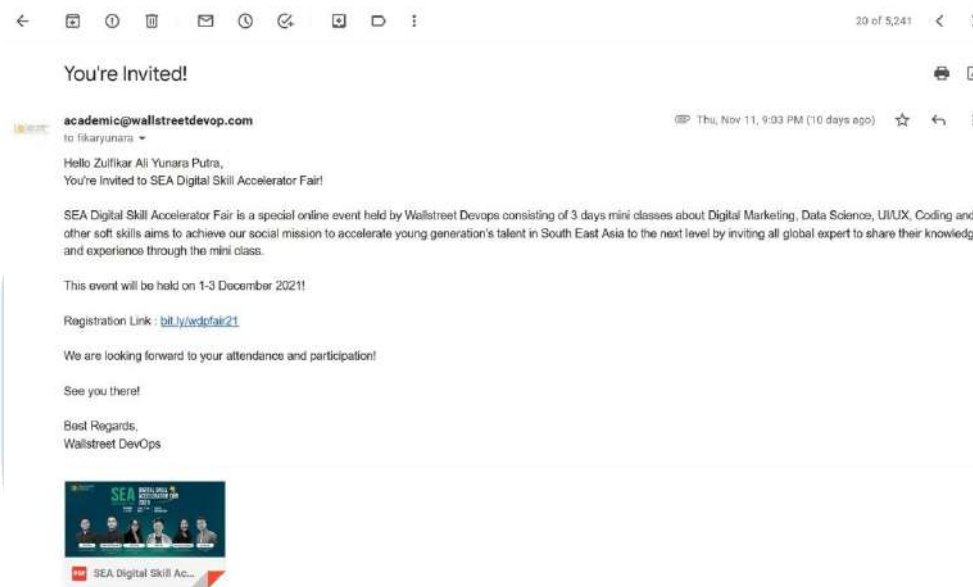 20 of 5,241
You're Invited!
academic@wallstreetdevop.com
Thu, Nov 11, 9:03 PM (10 days ago)
to fikaryunara
Hello Zulfikar Ali Yunara Putra,
You're Invited to SEA Digital Skill Accelerator Fair!
SEA Digital Skill Accelerator Fair is a special online event held by Wallstreet Devops consisting of 3 days mini classes about Digital Marketing, Data Science, UI/UX, Coding and
other soft skills aims to achieve our social mission to accelerate young generation's talent in South East Asia to the next level by inviting all global expert to share their knowledg
and experience through the mini class.
This event will be held on 1-3 December 2021!
Registration Link : bit.ly/wdpfair21
We are looking forward to your attendance and participation!
See you there!
Best Regards,
Wallstreet DevOps
SEA DIGITAL SKILL
ACCELERATOR FAIR
2021
PDF SEA Digital Skill Ac...